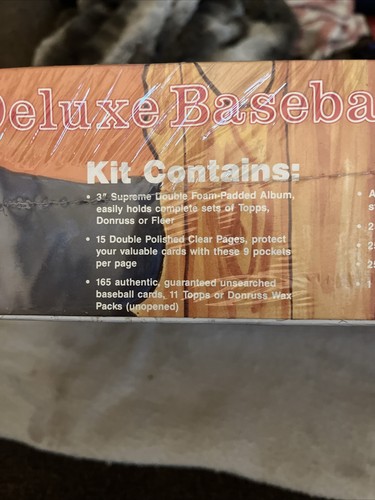 Deluxe Baseba
Kit Contains:
• 3" Supreme Double Foam-Padded Album,
easily holds complete sets of Topps,
Donruss or Fleer
• 15 Double Polished Clear Pages, protect
your valuable cards with these 9 pockets
per page
• 165 authentic, guaranteed unsearched
baseball cards, 11 Topps or Donruss Wax
Packs (unopened)